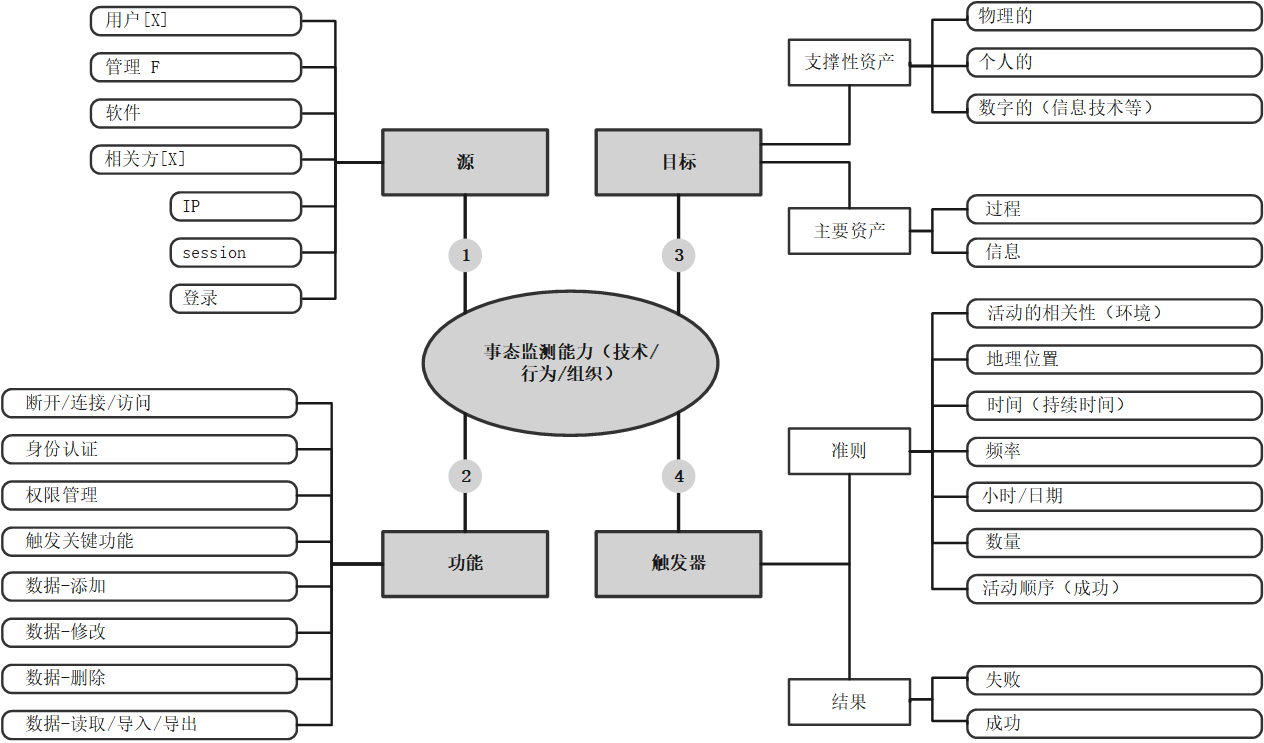 用户[X]
管理 F
软件
相关方[X]
IP
session
登录
源
1
目标
3
支撑性资产
物理的
个人的
数字的（信息技术等）
主要资产
过程
信息
事态监测能力（技术/
行为/组织）
断开/连接/访问
身份认证
权限管理
触发关键功能
数据-添加
数据-修改
数据-删除
数据-读取/导入/导出
2
功能
4
触发器
准则
活动的相关性（环境）
地理位置
时间（持续时间）
频率
小时/日期
数量
活动顺序（成功）
结果
失败
成功